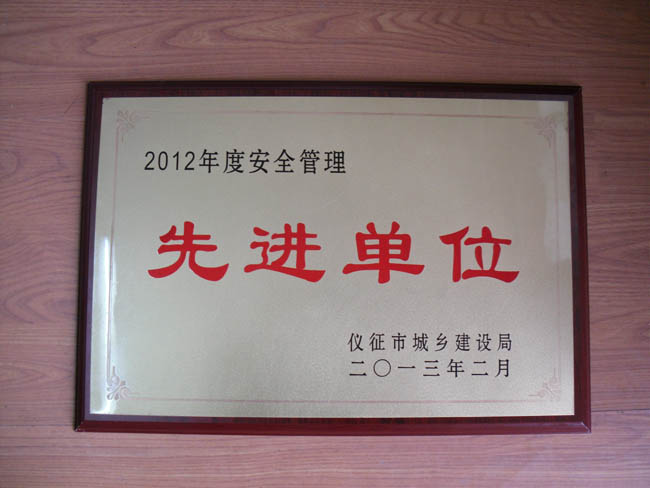 2012年度安全管理
先进单位
仪征市城乡建设局
二〇一三年二月